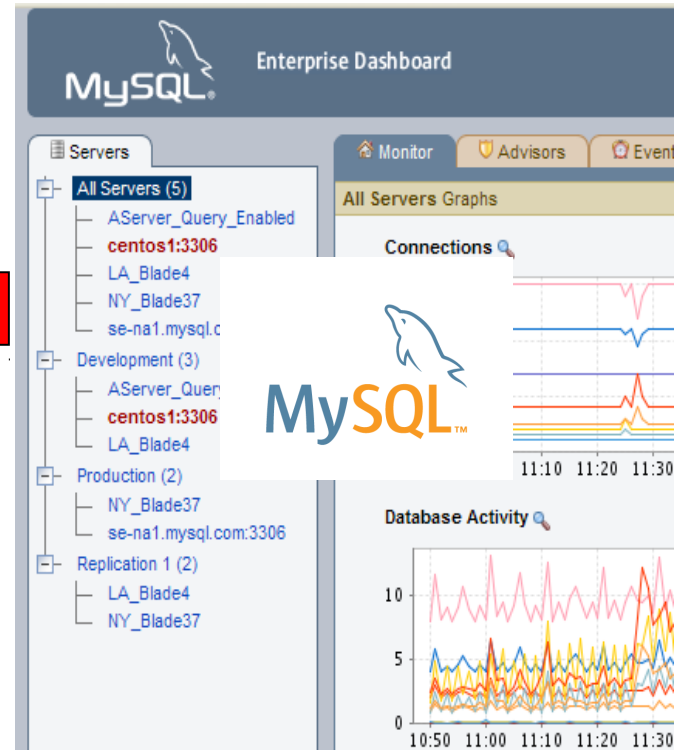 MySQL®
Enterprise Dashboard
Servers
All Servers (5)
AServer_Query_Enabled
centos1:3306
LA_Blade4
NY_Blade37
se-na1.mysql.c
Development (3)
AServer_Quer
centos1:3306
LA_Blade4
Production (2)
NY_Blade37
se-na1.mysql.com:3306
Replication 1 (2)
LA_Blade4
NY_Blade37
Monitor
Advisors
Event
All Servers Graphs
Connections
MySQL™
11:10 11:20 11:30
Database Activity
10
5
0
10:50 11:00 11:10 11:20 11:30